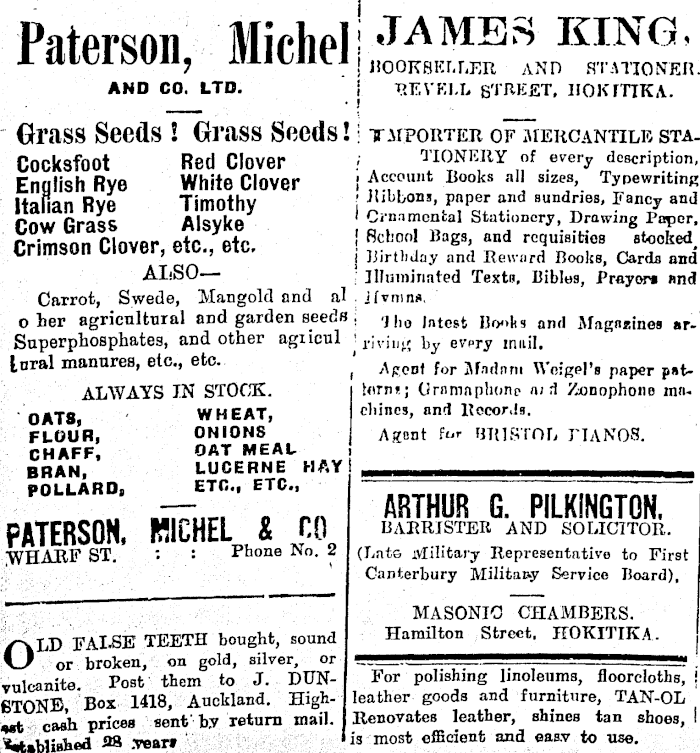 Paterson, Michel
AND CO. LTD.
Grass Seeds! Grass Seeds!
Cocksfoot Red Clover
English Rye White Clover
Italian Rye Timothy
Cow Grass Alsyke
Crimson Clover, etc., etc.
ALSO—
Carrot, Swede, Mangold and al
o her agricultural and garden seeds
Superphosphates, and other agricul
tural manures, etc., etc.
ALWAYS IN STOCK.
OATS, WHEAT,
FLOUR, ONIONS
CHAFF, OAT MEAL
BRAN, LUCERNE HAY
POLLARD, ETC., ETC.,
PATERSON, MICHEL & CO
WHARF ST. : : Phone No. 2
OLD FALSE TEETH bought, sound
or broken, on gold, silver, or
vulcanite. Post them to J. DUN-
STONE, Box 1418, Auckland. High-
est cash prices sent by return mail.
Established 28 years
JAMES KING,
BOOKSELLER AND STATIONER.
REVELL STREET, HOKITIKA.
IMPORTER OF MERCANTILE STA-
TIONERY of every description,
Account Books all sizes, Typewriting
Ribbons, paper and sundries, Fancy and
Ornamental Stationery, Drawing Paper,
School Bags, and requisities stocked
Birthday and Reward Books, Cards and
Illuminated Texts, Bibles, Prayers and
Hymns.
The latest Books and Magazines ar-
riving by every mail.
Agent for Madam Weigel's paper pat-
terns; Gramaphone and Zonophone ma-
chines, and Records.
Agent for BRISTOL PIANOS.
ARTHUR G. PILKINGTON,
BARRISTER AND SOLICITOR.
(Late Military Representative to First
Canterbury Military Service Board),
MASONIC CHAMBERS.
Hamilton Street, HOKITIKA.
For polishing linoleums, floorcloths,
leather goods and furniture, TAN-OL
Renovates leather, shines tan shoes,
is most efficient and easy to use.